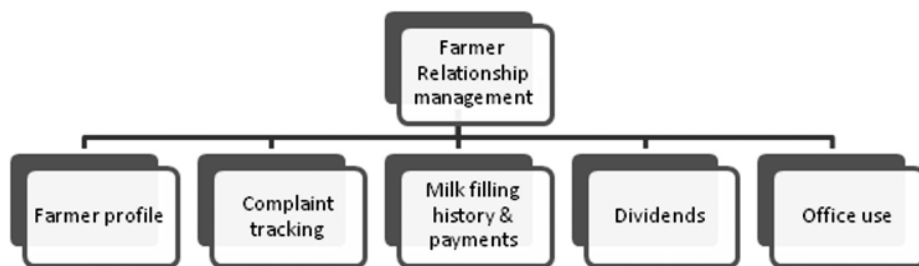 Farmer
Relationship
management
Farmer profile
Complaint
tracking
Milk filling
history &
payments
Dividends
Office use